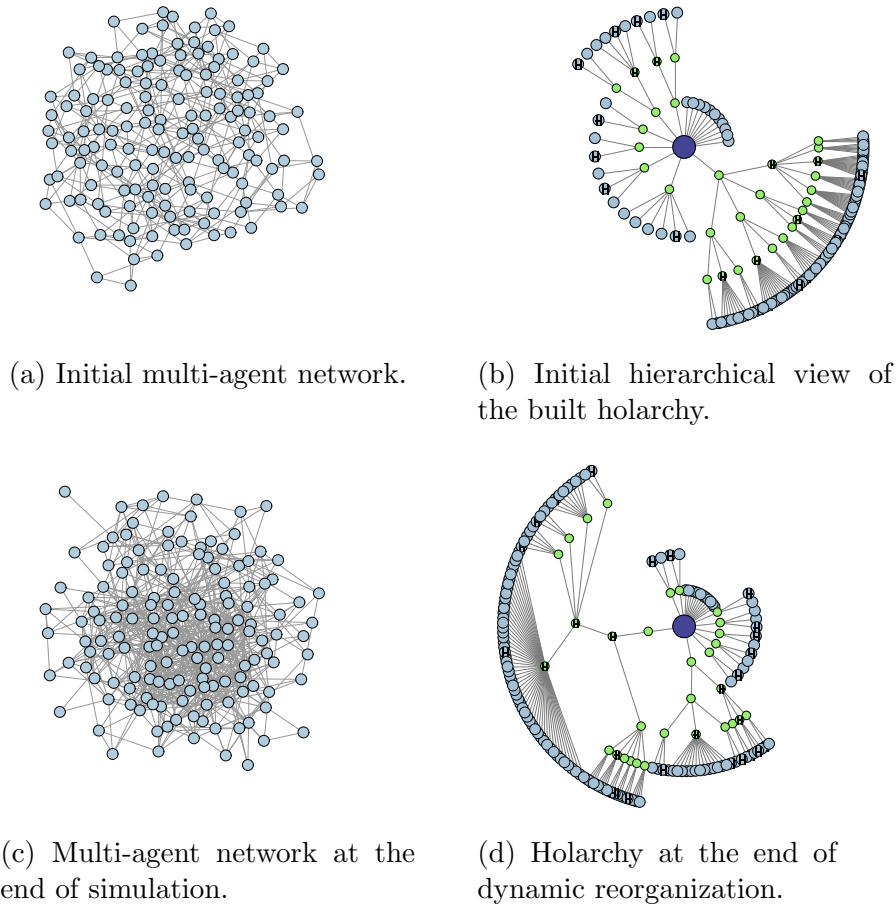 (a) Initial multi-agent network.
(b) Initial hierarchical view of
the built holarchy.
(c) Multi-agent network at the
end of simulation.
(d) Holarchy at the end of
dynamic reorganization.